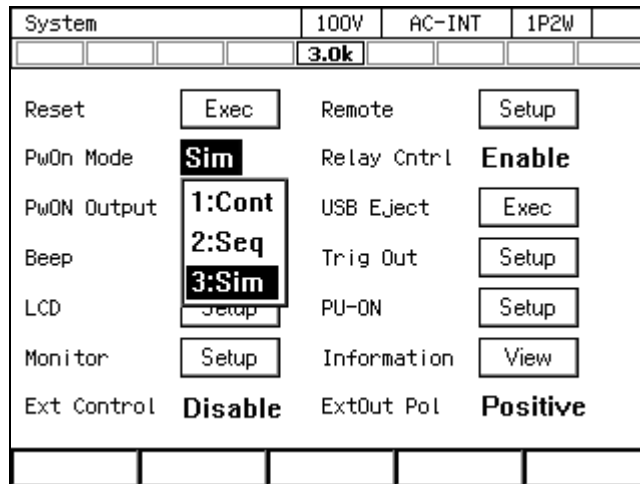 System 100V AC-INT 1P2W
3.0k
Reset Exec Remote Setup
PwOn Mode Sim Relay Cntrl Enable
PwON Output 1:Cont USB Eject Exec
2:Seq
Beep Trig Out Setup
3:Sim
LCD Setup PU-ON Setup
Monitor Setup Information View
Ext Control Disable ExtOut Pol Positive